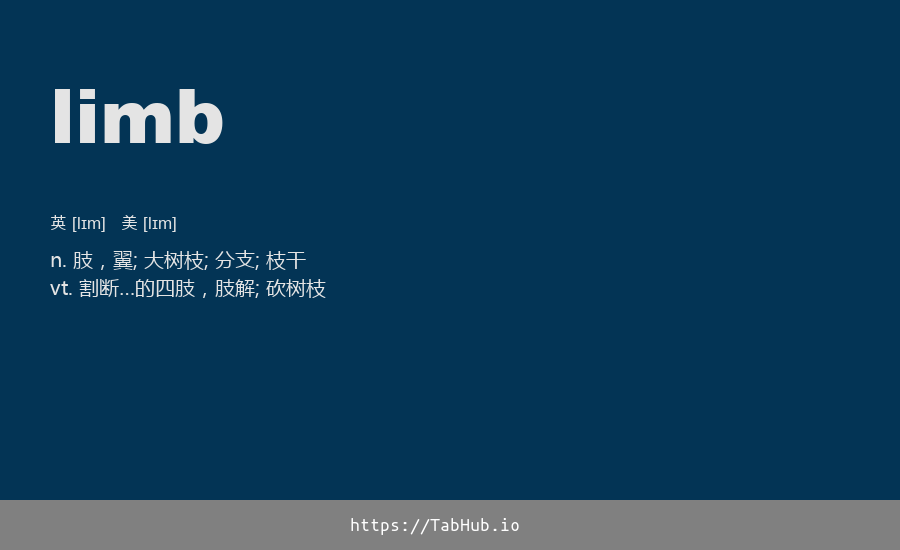 limb
英 [lɪm] 美 [lɪm]
n. 肢，翼; 大树枝; 分支; 枝干
vt. 割断…的四肢，肢解; 砍树枝
https://TabHub.io